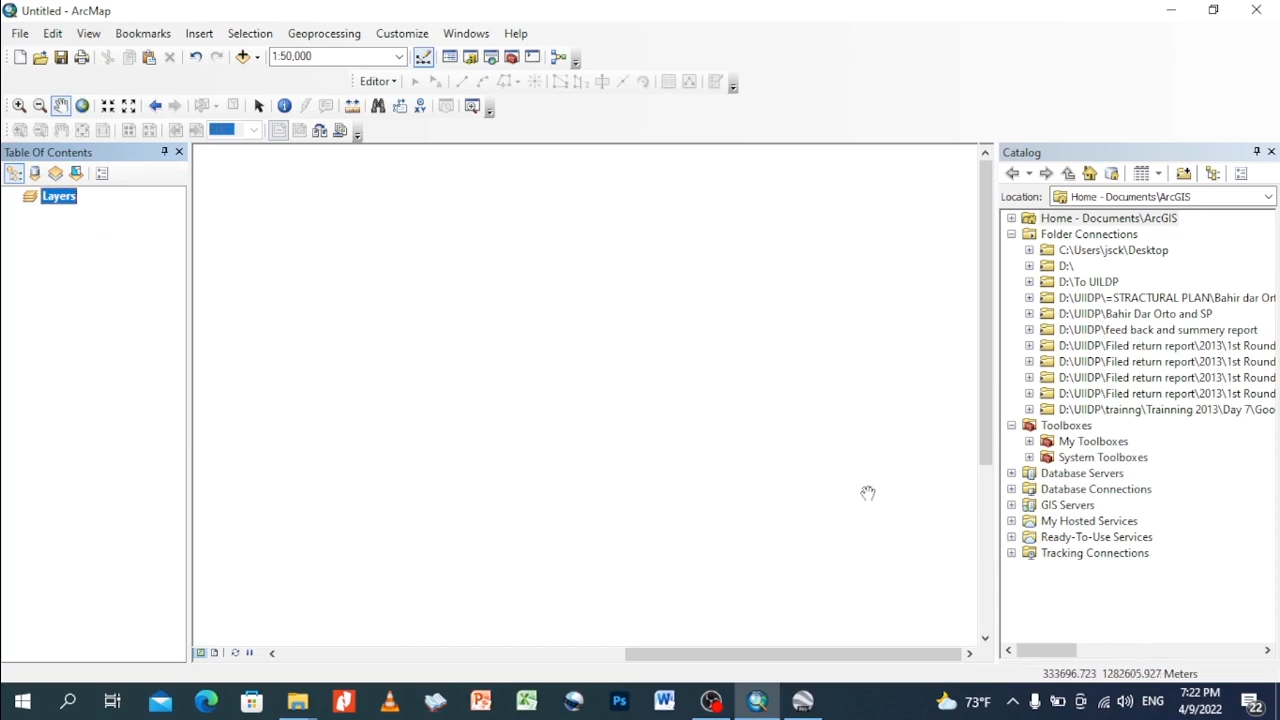 Untitled - ArcMap
File Edit View Bookmarks Insert Selection Geoprocessing Customize Windows Help
1:50,000
Editor
Table Of Contents
Layers
Catalog
Location: Home - Documents\ArcGIS
Home - Documents\ArcGIS
Folder Connections
C:\Users\jsck\Desktop
D:\
D:\To UILDP
D:\UIIDP\=STRACTURAL PLAN\Bahir dar Ort
D:\UIIDP\Bahir Dar Orto and SP
D:\UIIDP\feed back and summery report
D:\UIIDP\Filed return report\2013\1st Round
D:\UIIDP\Filed return report\2013\1st Round
D:\UIIDP\Filed return report\2013\1st Round
D:\UIIDP\Filed return report\2013\1st Round
D:\UIIDP\trainng\Trainning 2013\Day 7\Goo
Toolboxes
My Toolboxes
System Toolboxes
Database Servers
Database Connections
GIS Servers
My Hosted Services
Ready-To-Use Services
Tracking Connections
333696.723 1282605.927 Meters
73°F
ENG
7:22 PM
4/9/2022
22